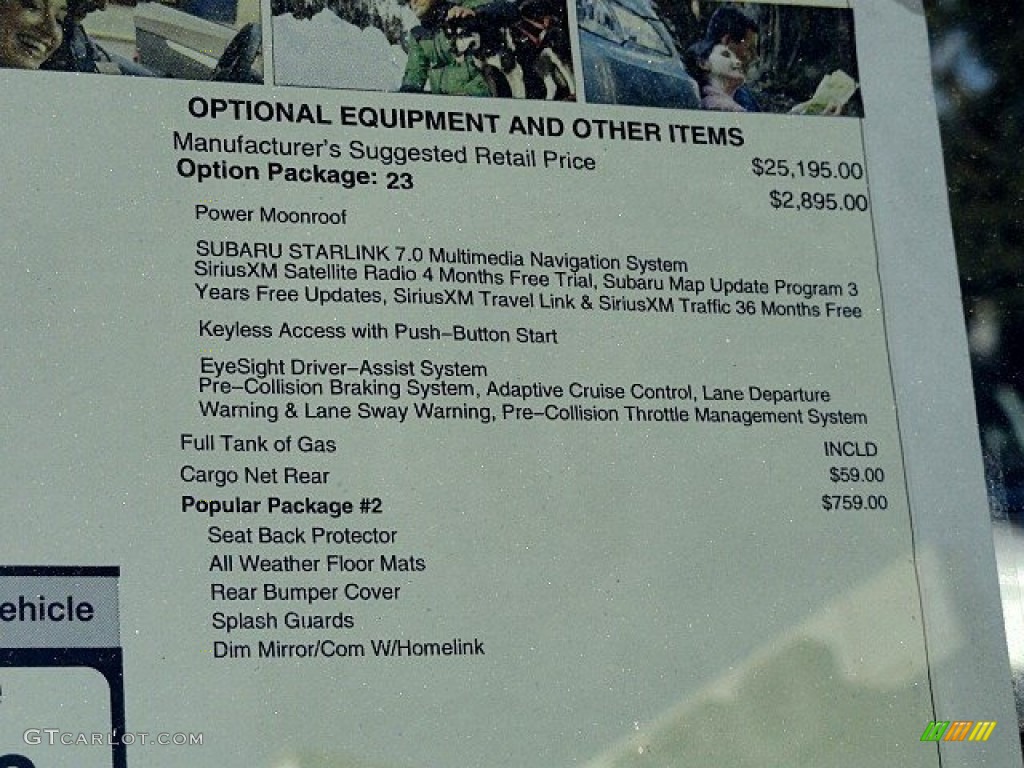 OPTIONAL EQUIPMENT AND OTHER ITEMS
Manufacturer's Suggested Retail Price $25,195.00
Option Package: 23 $2,895.00
Power Moonroof
SUBARU STARLINK 7.0 Multimedia Navigation System
SiriusXM Satellite Radio 4 Months Free Trial, Subaru Map Update Program 3
Years Free Updates, SiriusXM Travel Link & SiriusXM Traffic 36 Months Free
Keyless Access with Push-Button Start
EyeSight Driver-Assist System
Pre-Collision Braking System, Adaptive Cruise Control, Lane Departure
Warning & Lane Sway Warning, Pre-Collision Throttle Management System
Full Tank of Gas INCLD
Cargo Net Rear $59.00
Popular Package #2 $759.00
Seat Back Protector
All Weather Floor Mats
Rear Bumper Cover
Splash Guards
Dim Mirror/Com W/Homelink
ehicle
GTCARLOT.COM